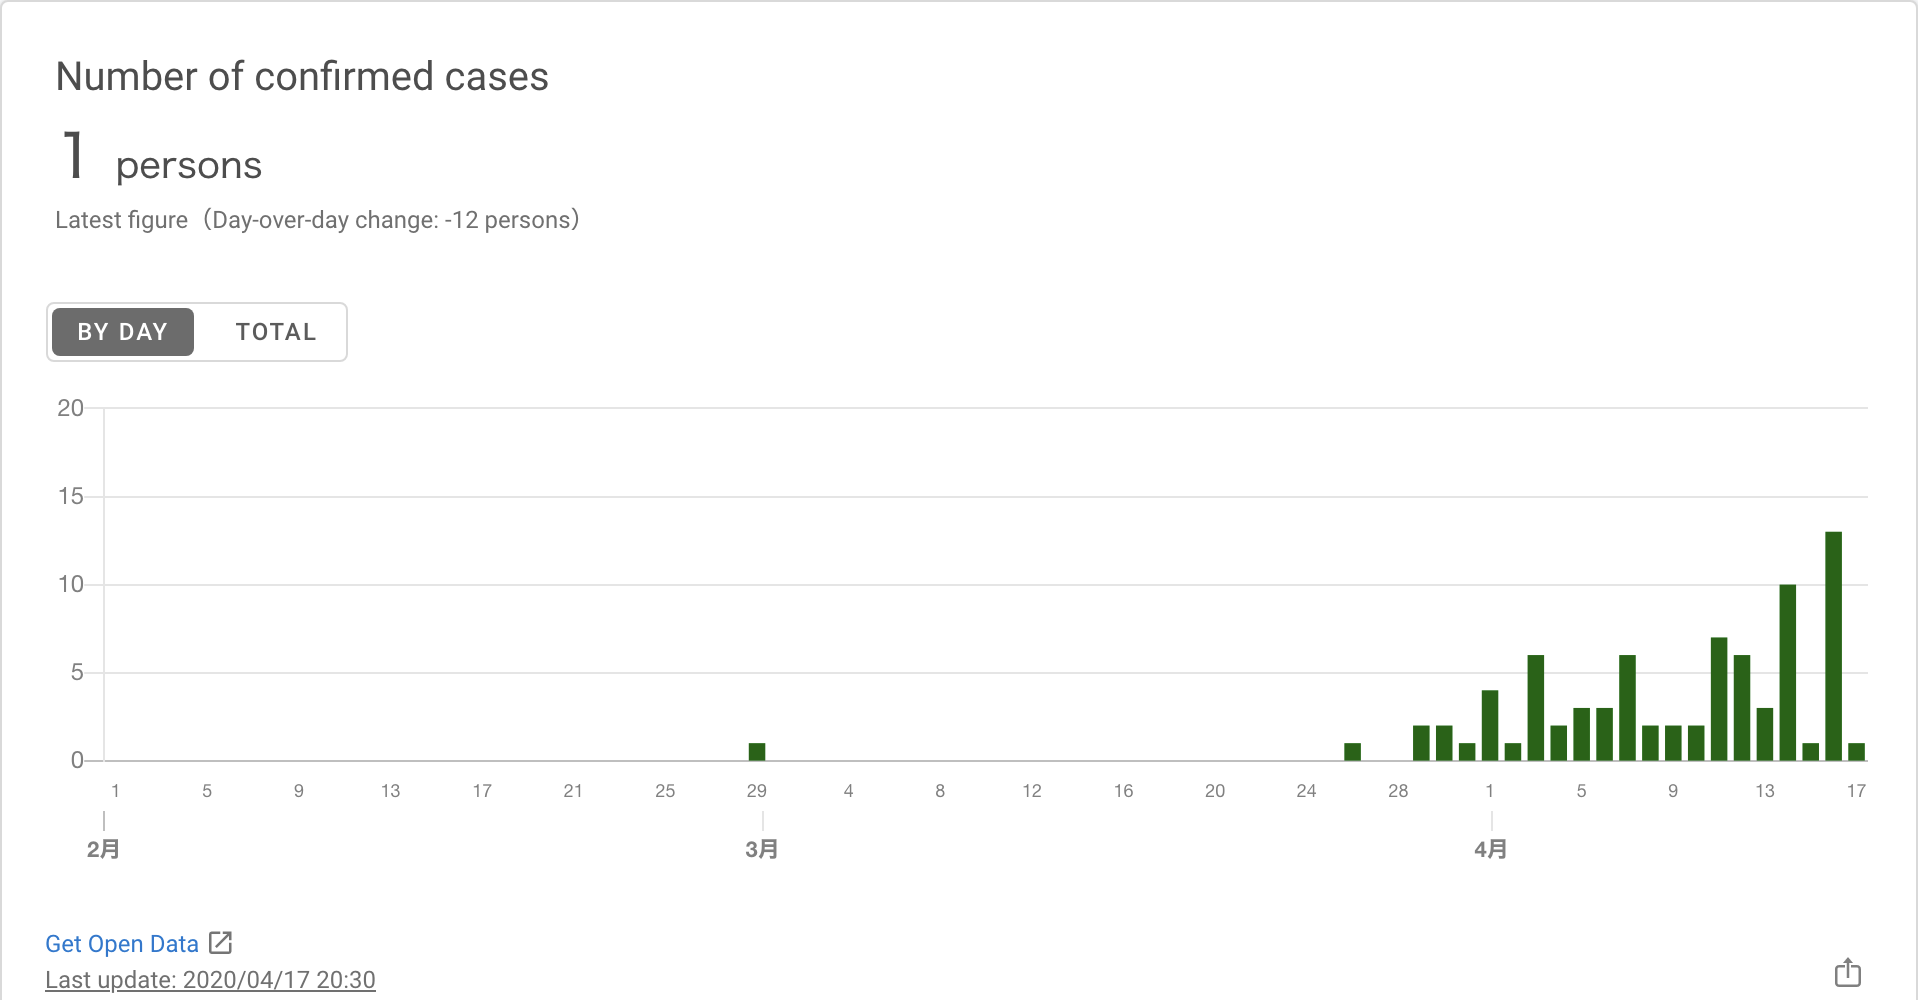 Number of confirmed cases
1 persons
Latest figure（Day-over-day change: -12 persons）
BY DAY TOTAL
20
15
10
5
0
1 5 9 13 17 21 25 29 4 8 12 16 20 24 28 1 5 9 13 17
2月 3月 4月
Get Open Data
Last update: 2020/04/17 20:30